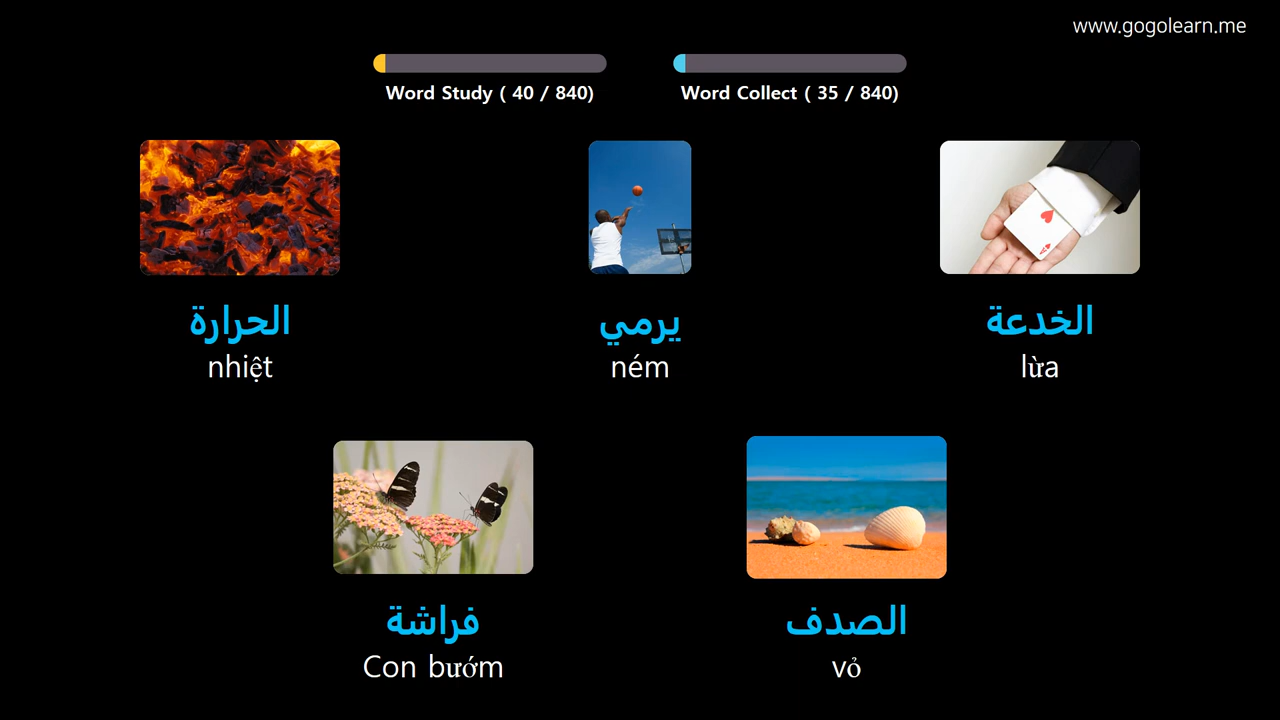 www.gogolearn.me
Word Study ( 40 / 840)
Word Collect ( 35 / 840)
الحرارة
nhiệt
يرمي
ném
الخدعة
lừa
فراشة
Con bướm
الصدف
vỏ